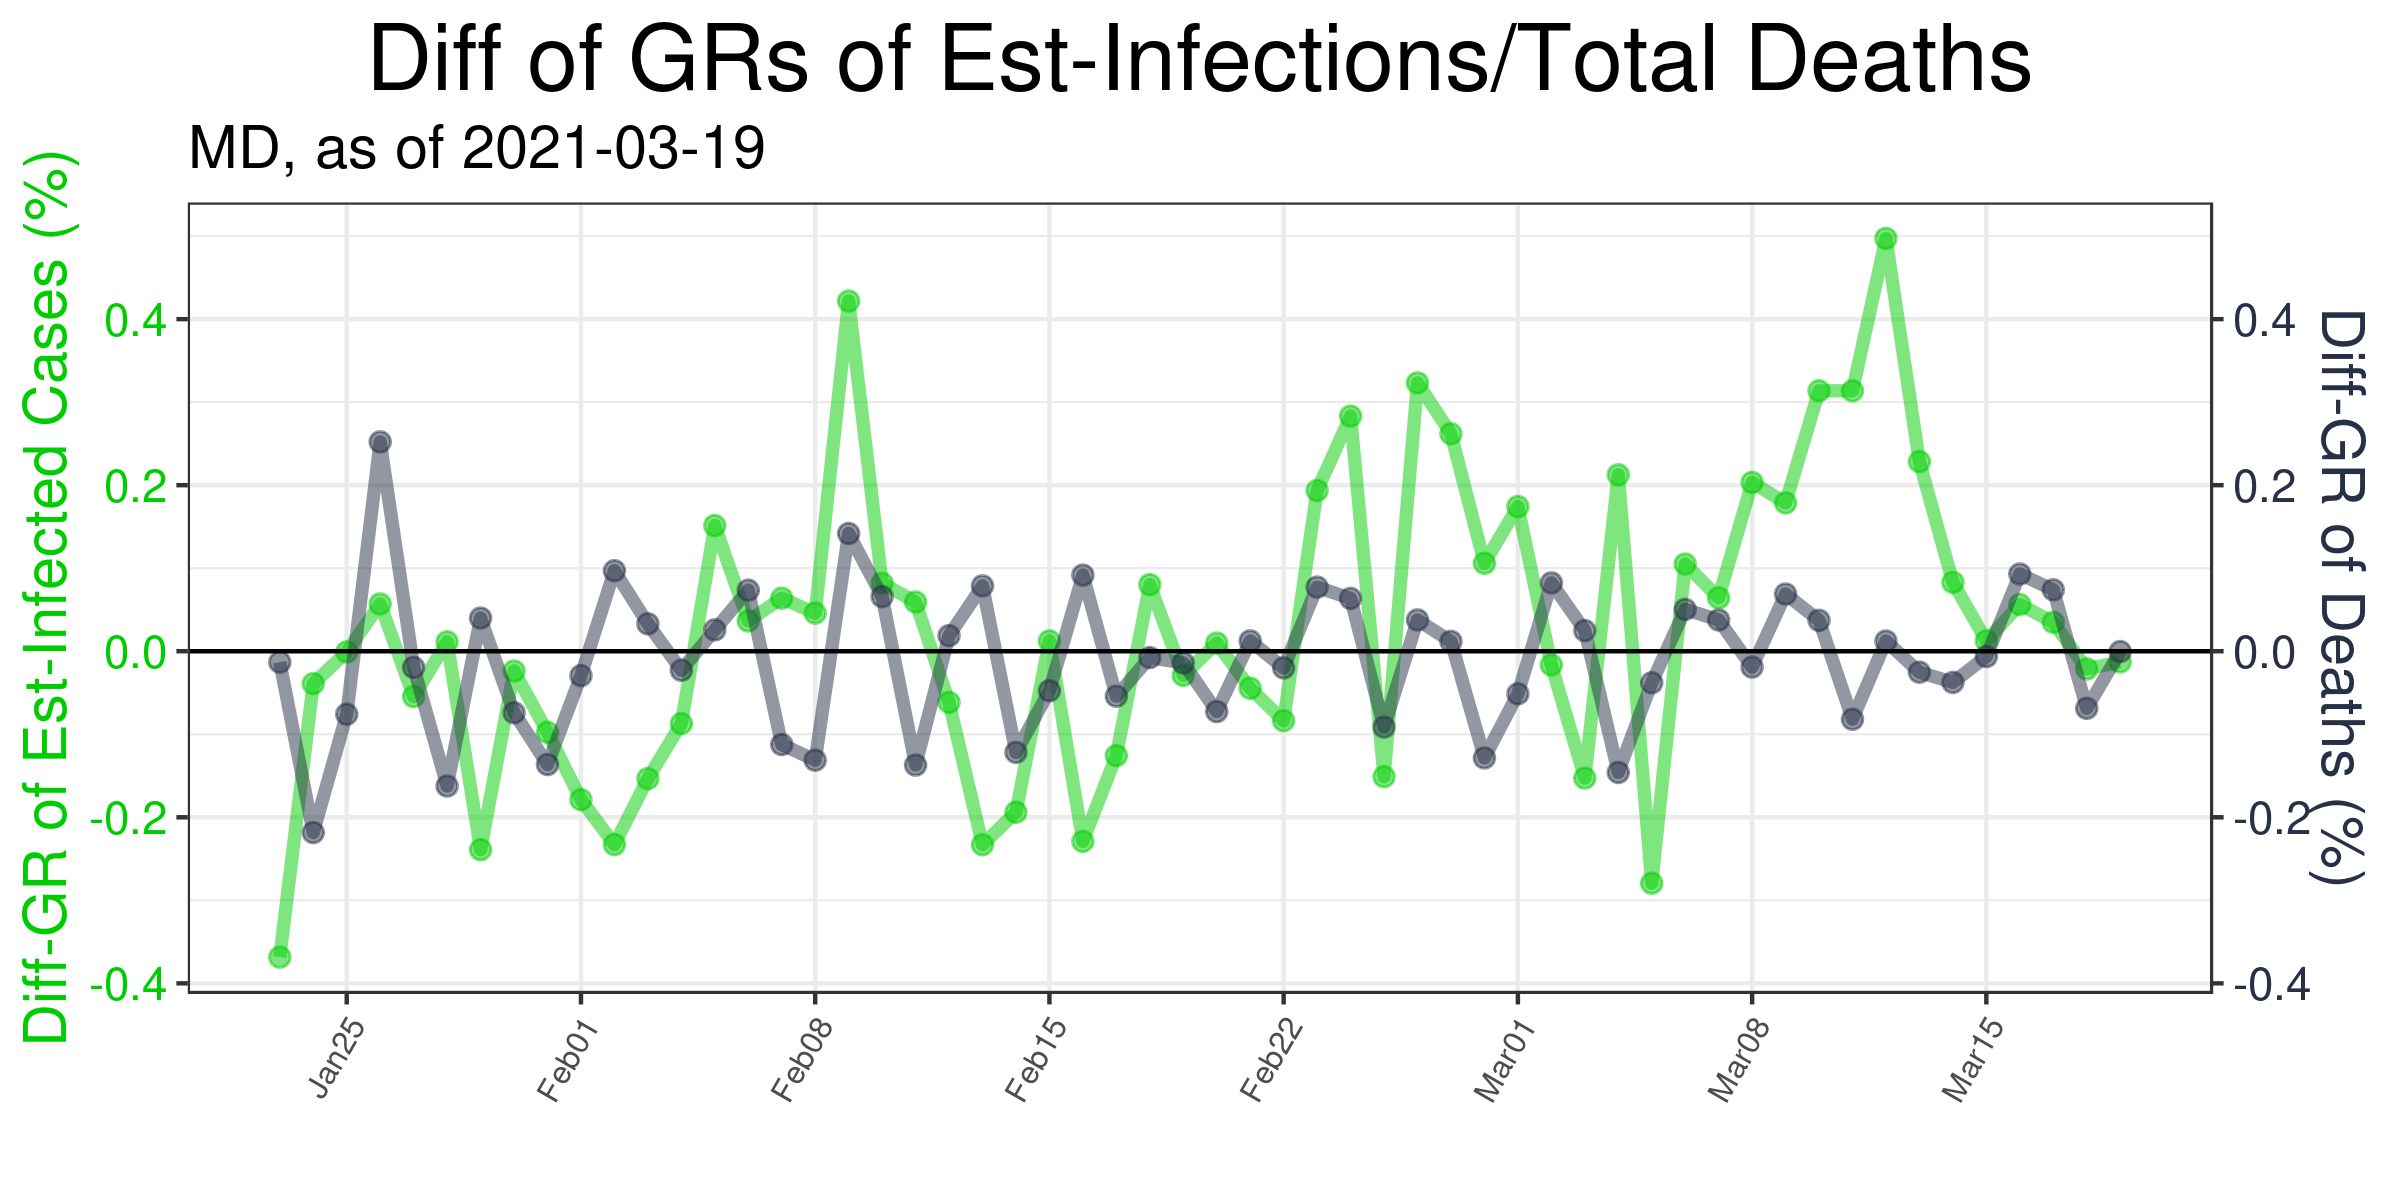 Diff of GRs of Est-Infections/Total Deaths
MD, as of 2021-03-19
Diff-GR of Est-Infected Cases (%)
0.4
0.2
0.0
-0.2
-0.4
0.4
0.2
0.0
-0.2
-0.4
Diff-GR of Deaths (%)
Jan25
Feb01
Feb08
Feb15
Feb22
Mar01
Mar08
Mar15